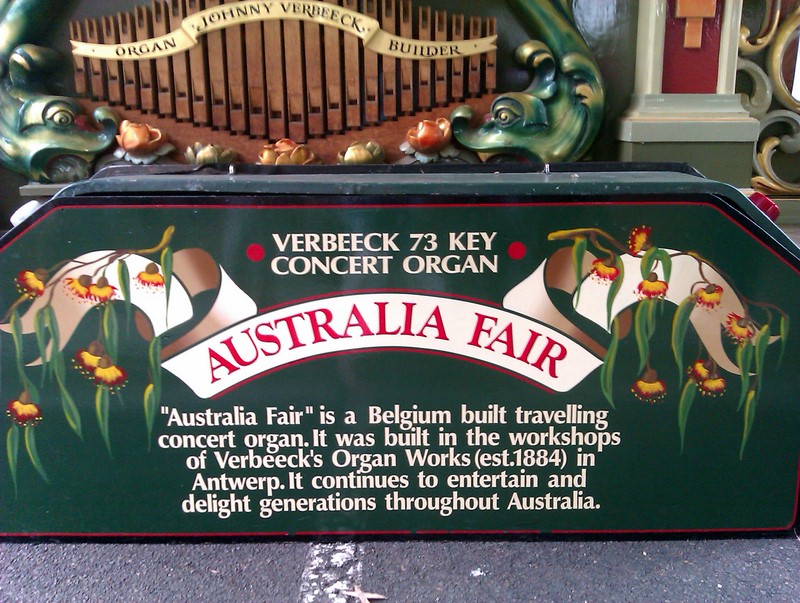 ORGAN JOHNNY VERBEECK BUILDER
VERBEECK 73 KEY
CONCERT ORGAN
AUSTRALIA FAIR
"Australia Fair" is a Belgium built travelling
concert organ. It was built in the workshops
of Verbeeck's Organ Works (est.1884) in
Antwerp. It continues to entertain and
delight generations throughout Australia.